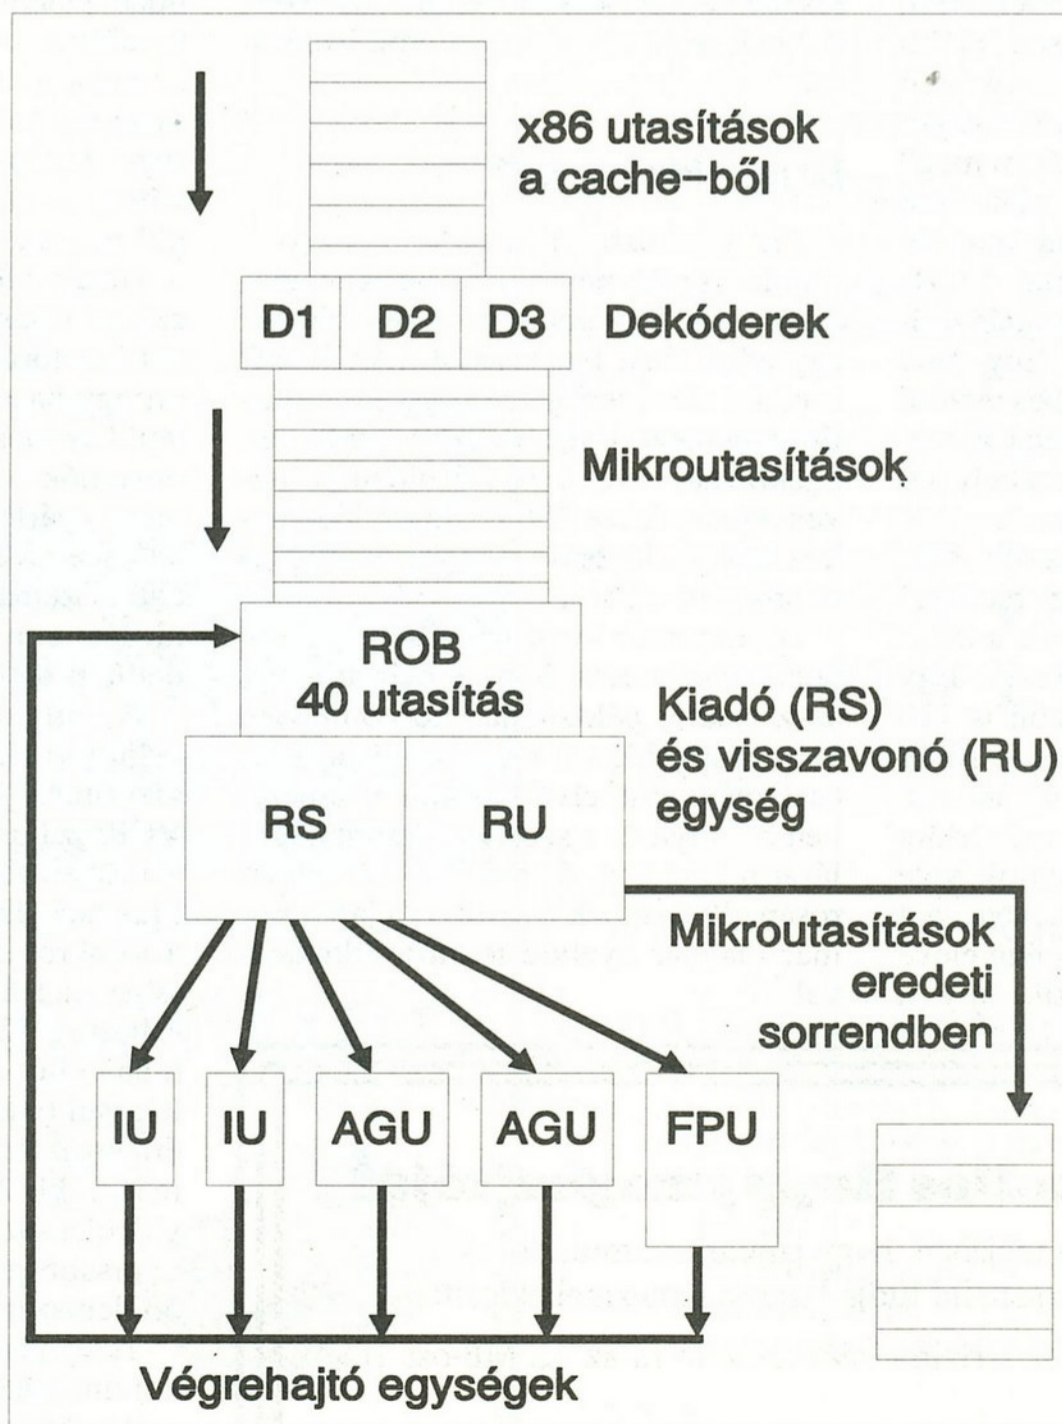 x86 utasítások
a cache-ből
D1 D2 D3 Dekóderek
Mikroutasítások
ROB
40 utasítás
Kiadó (RS)
és visszavonó (RU)
egység
RS RU
Mikroutasítások
eredeti
sorrendben
IU IU AGU AGU FPU
Végrehajtó egységek